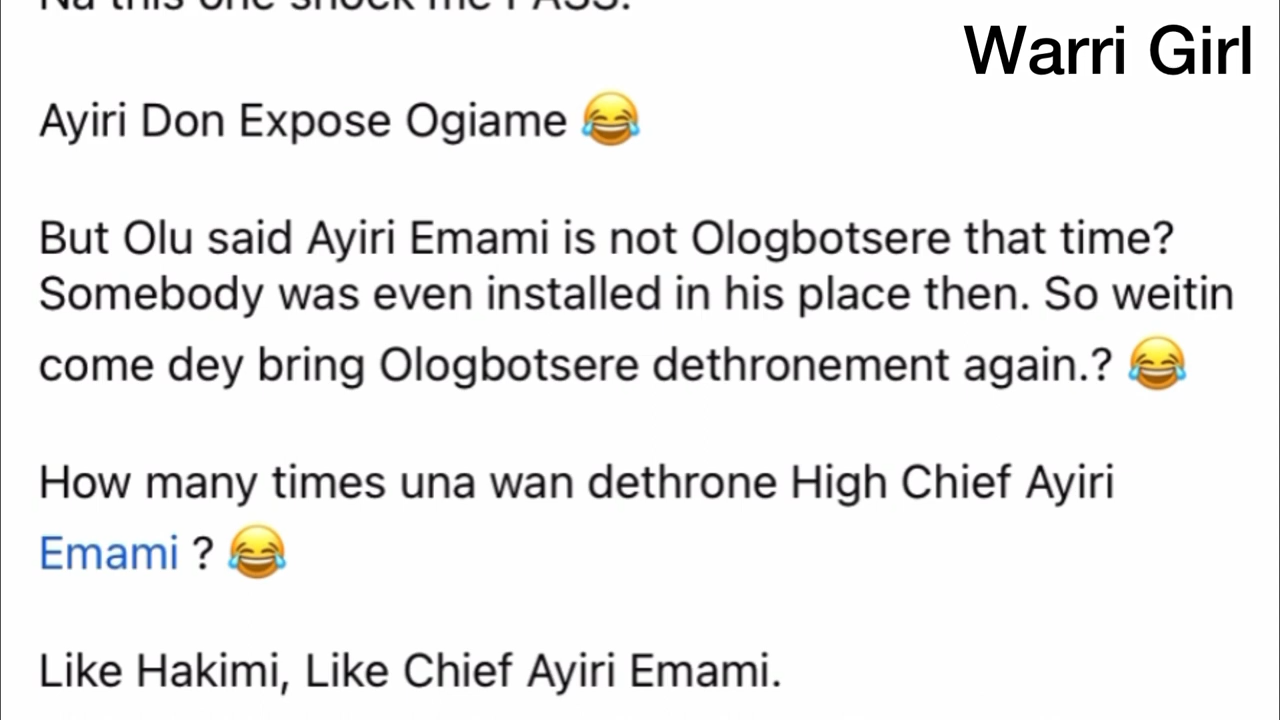 Na this one shock me PASS.
Warri Girl
Ayiri Don Expose Ogiame 😂
But Olu said Ayiri Emami is not Ologbotsere that time?
Somebody was even installed in his place then. So weitin
come dey bring Ologbotsere dethronement again.? 😂
How many times una wan dethrone High Chief Ayiri
Emami ? 😂
Like Hakimi, Like Chief Ayiri Emami.